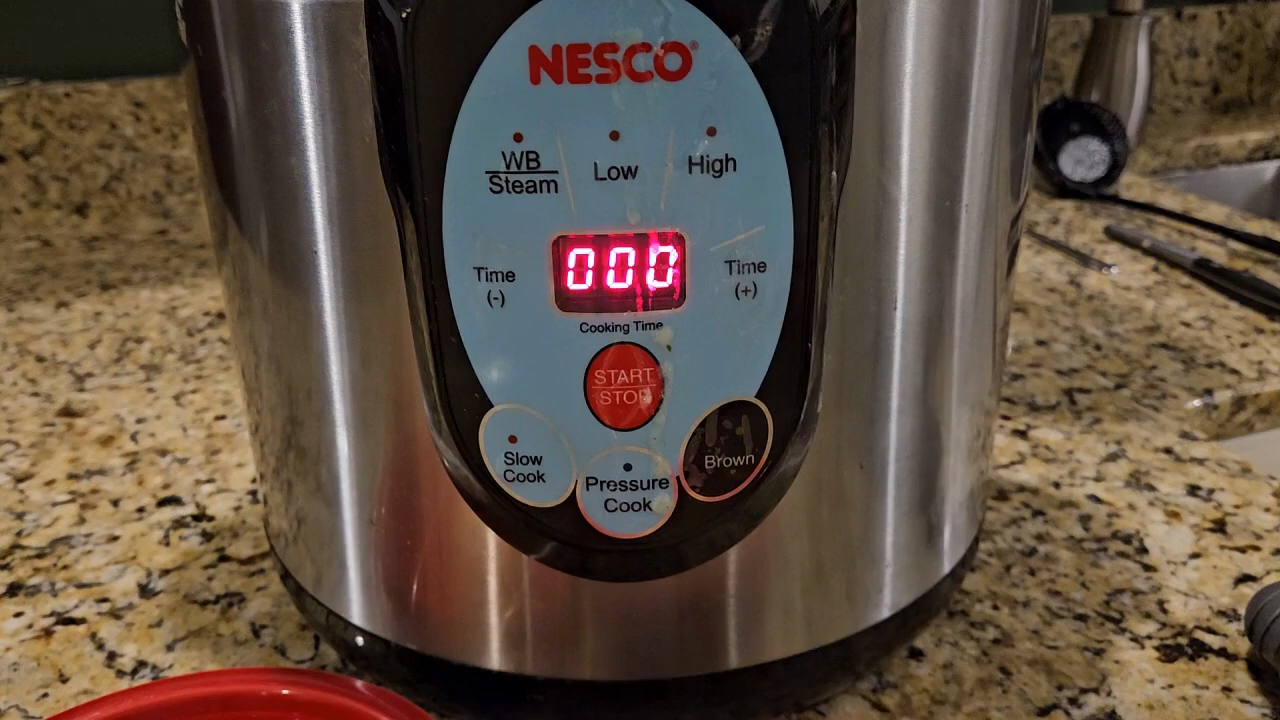 NESCO®
WB
Steam
Low
High
Time
(-)
000
Time
(+)
Cooking Time
START
STOP
Slow
Cook
Pressure
Cook
Brown